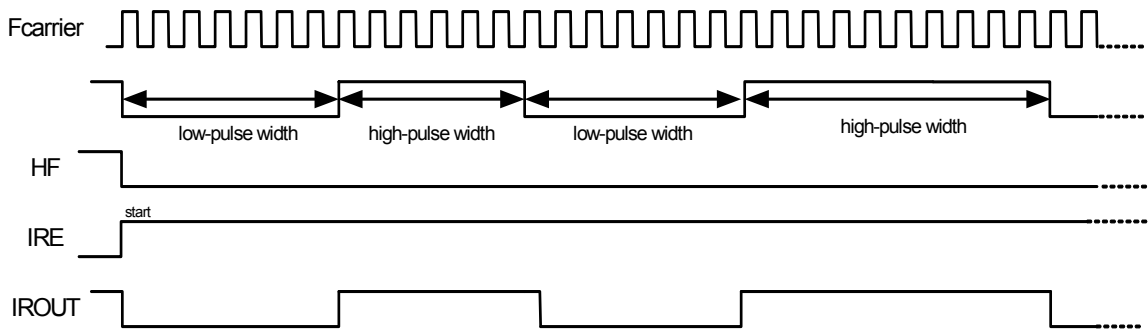 Fcarrier
low-pulse width
high-pulse width
low-pulse width
high-pulse width
HF
start
IRE
IROUT